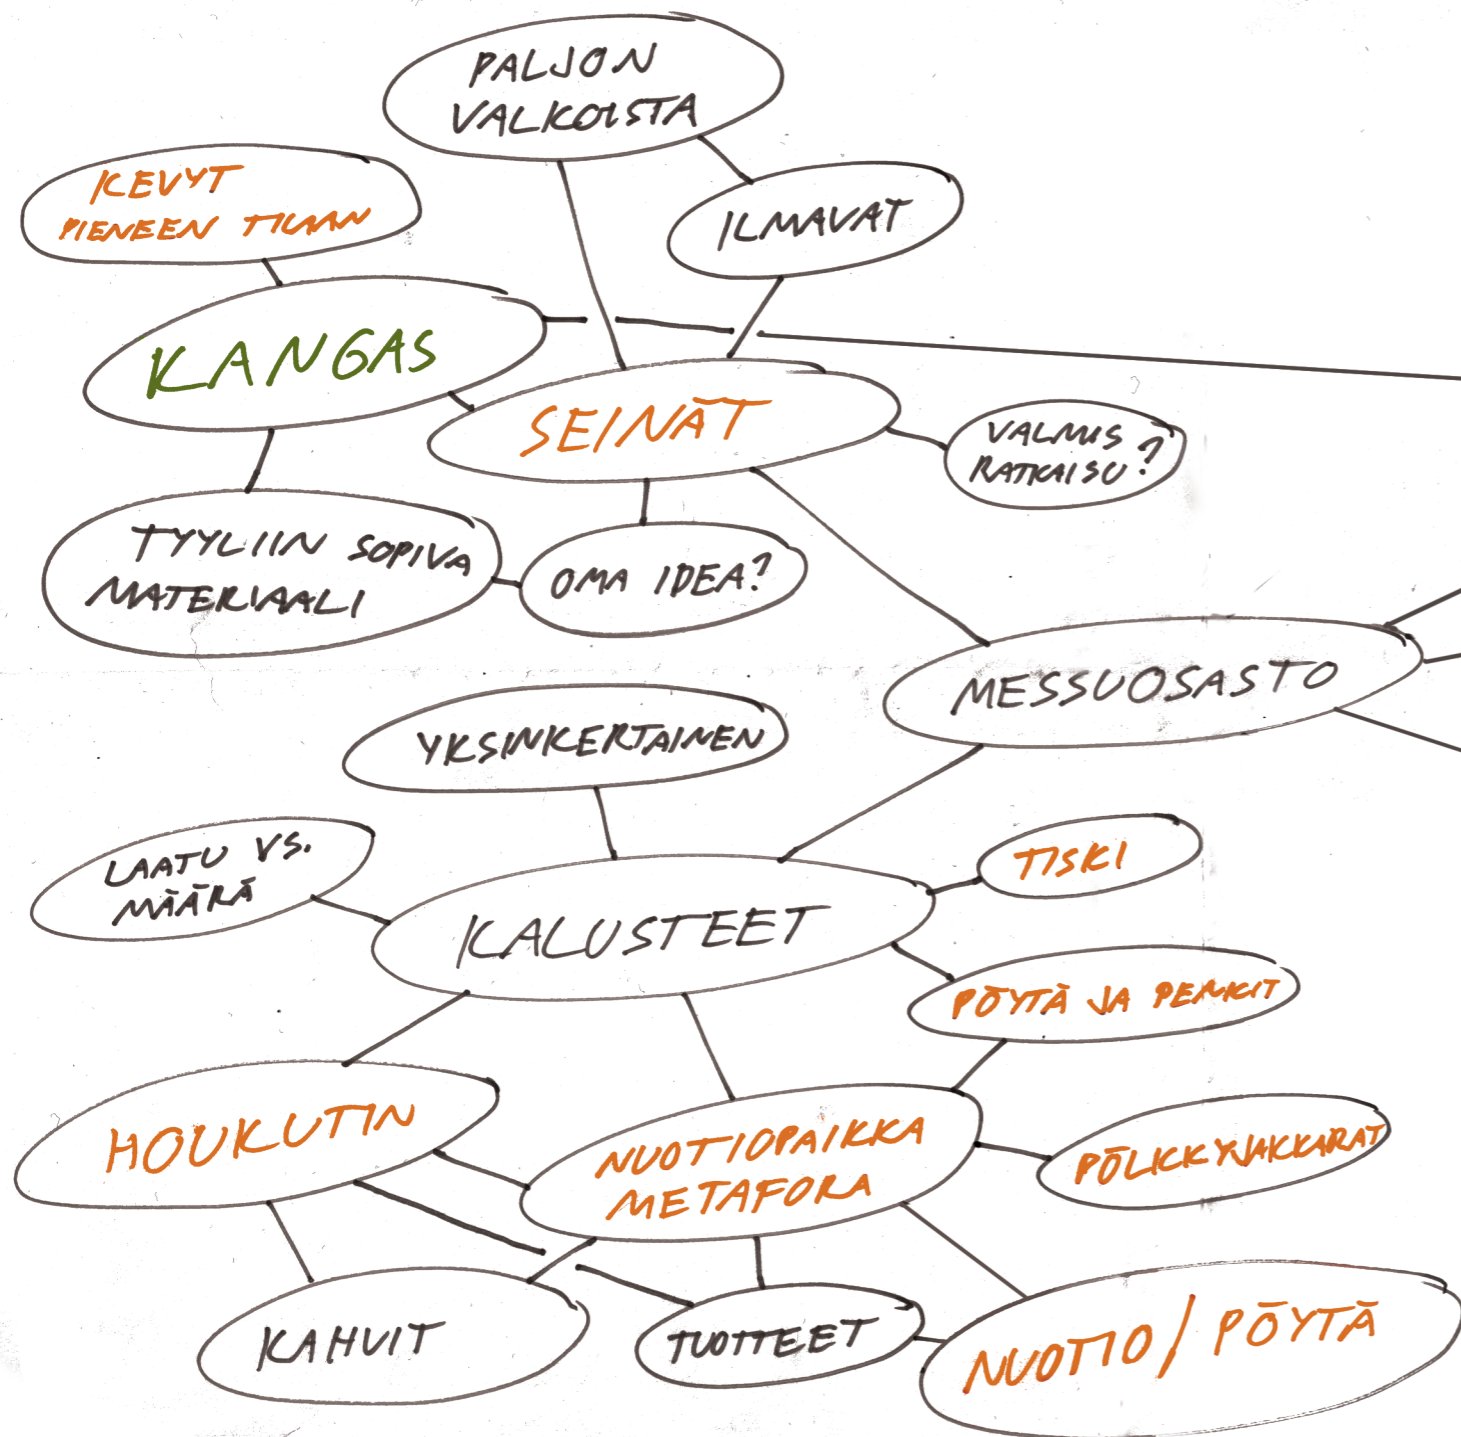 PALJON
VALKOISTA
KEVYT
PIENEEN TILAAN
ILMAVAT
KANGAS
SEINÄT
VALMIS
RATKAISU?
TYYLIIN SOPIVA
MATERIAALI
OMA IDEA?
MESSUOSASTO
YKSINKERTAINEN
LAATU VS.
MÄÄRÄ
TISKI
KALUSTEET
PÖYTÄ JA PENKIT
HOUKUTIN
NUOTIOPAIKKA
METAFORA
PÖLKKYJAKKARAT
KAHVIT
TUOTTEET
NUOTIO/PÖYTÄ